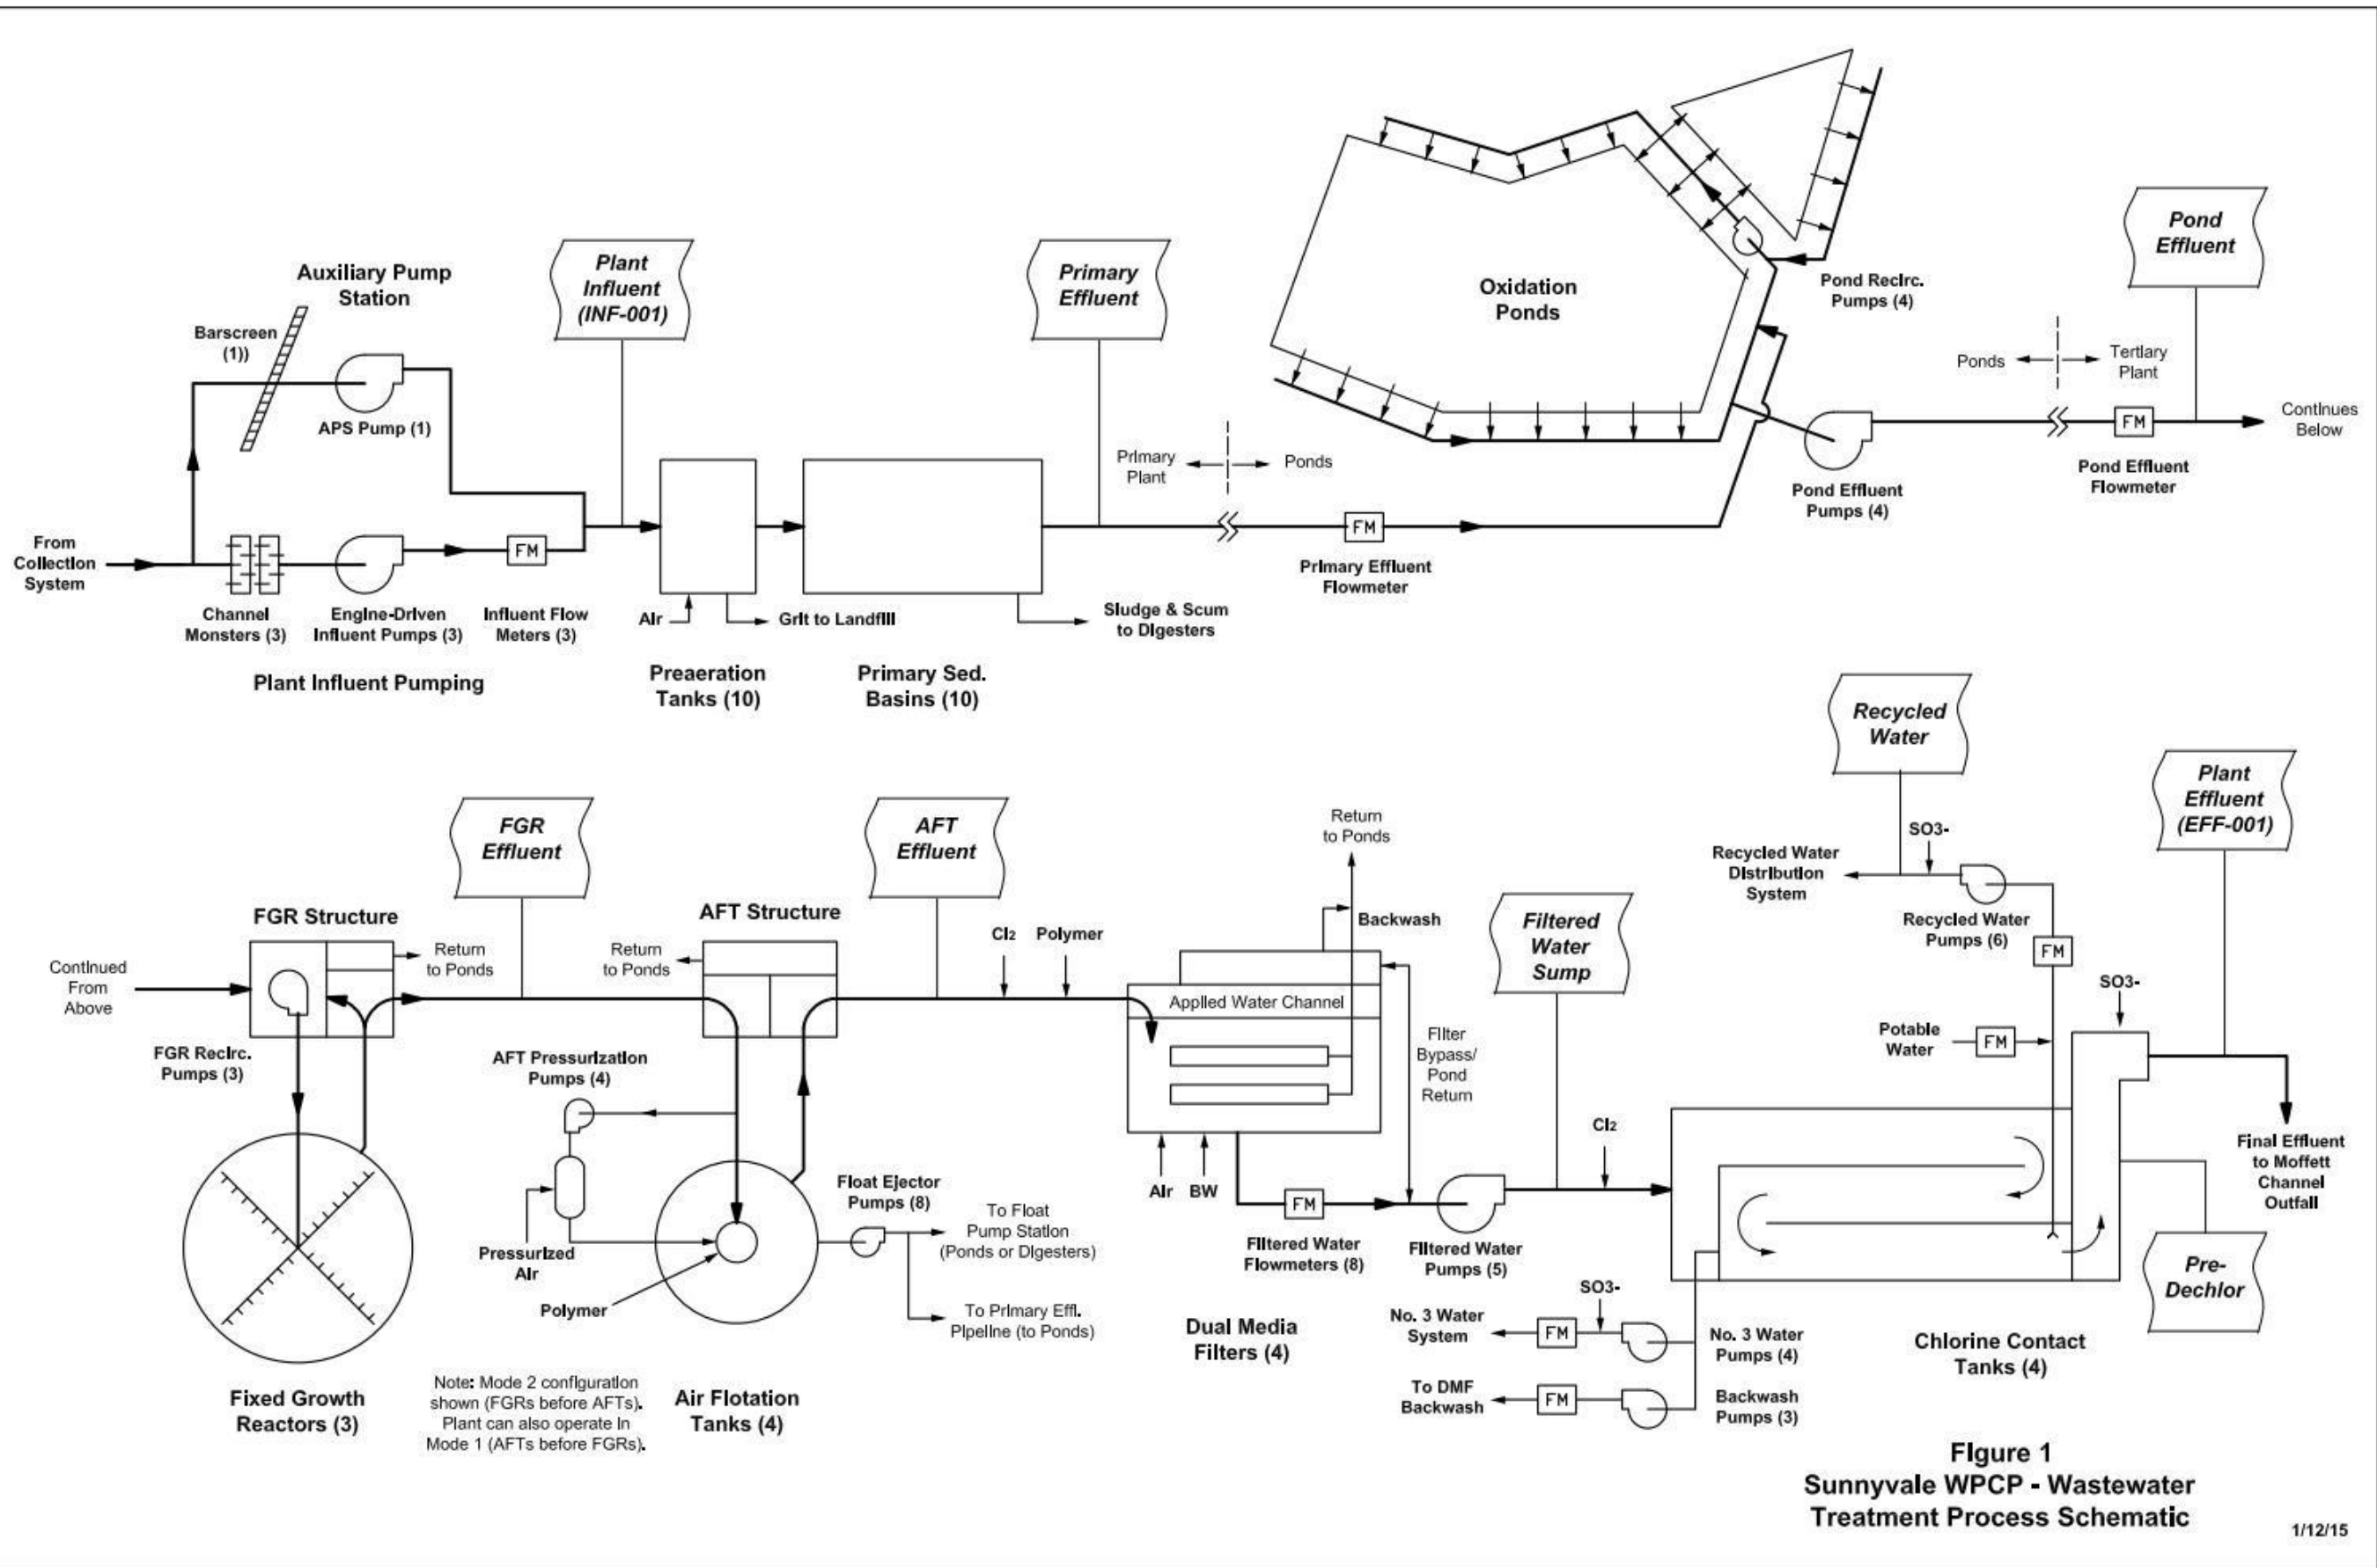 Auxiliary Pump
Station
Barscreen
(1))
APS Pump (1)
From
Collection
System
Channel
Monsters (3)
Engine-Driven
Influent Pumps (3)
FM
Influent Flow
Meters (3)
Plant Influent Pumping
Plant
Influent
(INF-001)
Air
Grit to Landfill
Preaeration
Tanks (10)
Primary Sed.
Basins (10)
Sludge & Scum
to Digesters
Primary
Effluent
Primary
Plant
Ponds
FM
Primary Effluent
Flowmeter
Oxidation
Ponds
Pond Recirc.
Pumps (4)
Pond Effluent
Pumps (4)
Ponds
Tertiary
Plant
Pond
Effluent
FM
Pond Effluent
Flowmeter
Continues
Below
Continued
From
Above
FGR Structure
Return
to Ponds
FGR Recirc.
Pumps (3)
Fixed Growth
Reactors (3)
FGR
Effluent
AFT Structure
Return
to Ponds
AFT Pressurization
Pumps (4)
Pressurized
Air
Polymer
Note: Mode 2 configuration
shown (FGRs before AFTs).
Plant can also operate in
Mode 1 (AFTs before FGRs).
Air Flotation
Tanks (4)
Float Ejector
Pumps (8)
To Float
Pump Station
(Ponds or Digesters)
To Primary Effl.
Pipeline (to Ponds)
AFT
Effluent
Cl2
Polymer
Return
to Ponds
Backwash
Applied Water Channel
Filter
Bypass/
Pond
Return
Air
BW
FM
Filtered Water
Flowmeters (8)
Dual Media
Filters (4)
Filtered Water
Pumps (5)
Filtered
Water
Sump
Cl2
Recycled
Water
SO3-
Recycled Water
Distribution
System
Recycled Water
Pumps (6)
FM
Potable
Water
FM
SO3-
Plant
Effluent
(EFF-001)
Final Effluent
to Moffett
Channel
Outfall
Pre-
Dechlor
SO3-
No. 3 Water
System
FM
No. 3 Water
Pumps (4)
To DMF
Backwash
FM
Backwash
Pumps (3)
Chlorine Contact
Tanks (4)
Figure 1
Sunnyvale WPCP - Wastewater
Treatment Process Schematic
1/12/15